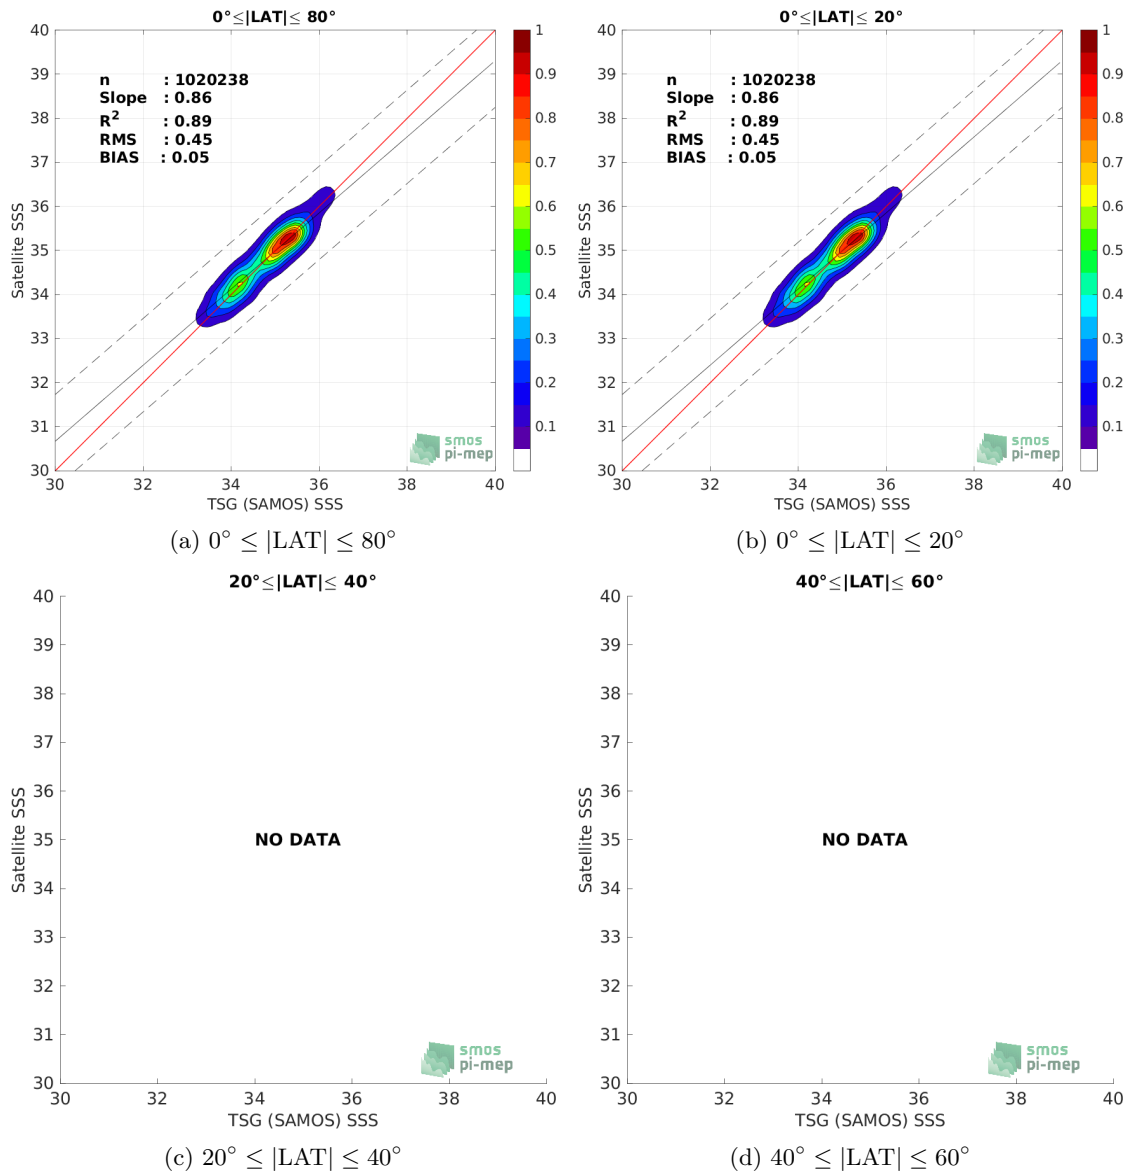 0°≤|LAT|≤ 80°
40
39
38
37
36
35
34
33
32
31
30
Satellite SSS
n : 1020238
Slope : 0.86
R2 : 0.89
RMS : 0.45
BIAS : 0.05
smos
pi-mep
30 32 34 36 38 40
TSG (SAMOS) SSS
1
0.9
0.8
0.7
0.6
0.5
0.4
0.3
0.2
0.1
(a) 0° ≤ |LAT| ≤ 80°
0°≤|LAT|≤ 20°
40
39
38
37
36
35
34
33
32
31
30
Satellite SSS
n : 1020238
Slope : 0.86
R2 : 0.89
RMS : 0.45
BIAS : 0.05
smos
pi-mep
30 32 34 36 38 40
TSG (SAMOS) SSS
1
0.9
0.8
0.7
0.6
0.5
0.4
0.3
0.2
0.1
(b) 0° ≤ |LAT| ≤ 20°
20°≤|LAT|≤ 40°
40
39
38
37
36
35
34
33
32
31
30
Satellite SSS
NO DATA
smos
pi-mep
30 32 34 36 38 40
TSG (SAMOS) SSS
(c) 20° ≤ |LAT| ≤ 40°
40°≤|LAT|≤ 60°
40
39
38
37
36
35
34
33
32
31
30
Satellite SSS
NO DATA
smos
pi-mep
30 32 34 36 38 40
TSG (SAMOS) SSS
(d) 40° ≤ |LAT| ≤ 60°